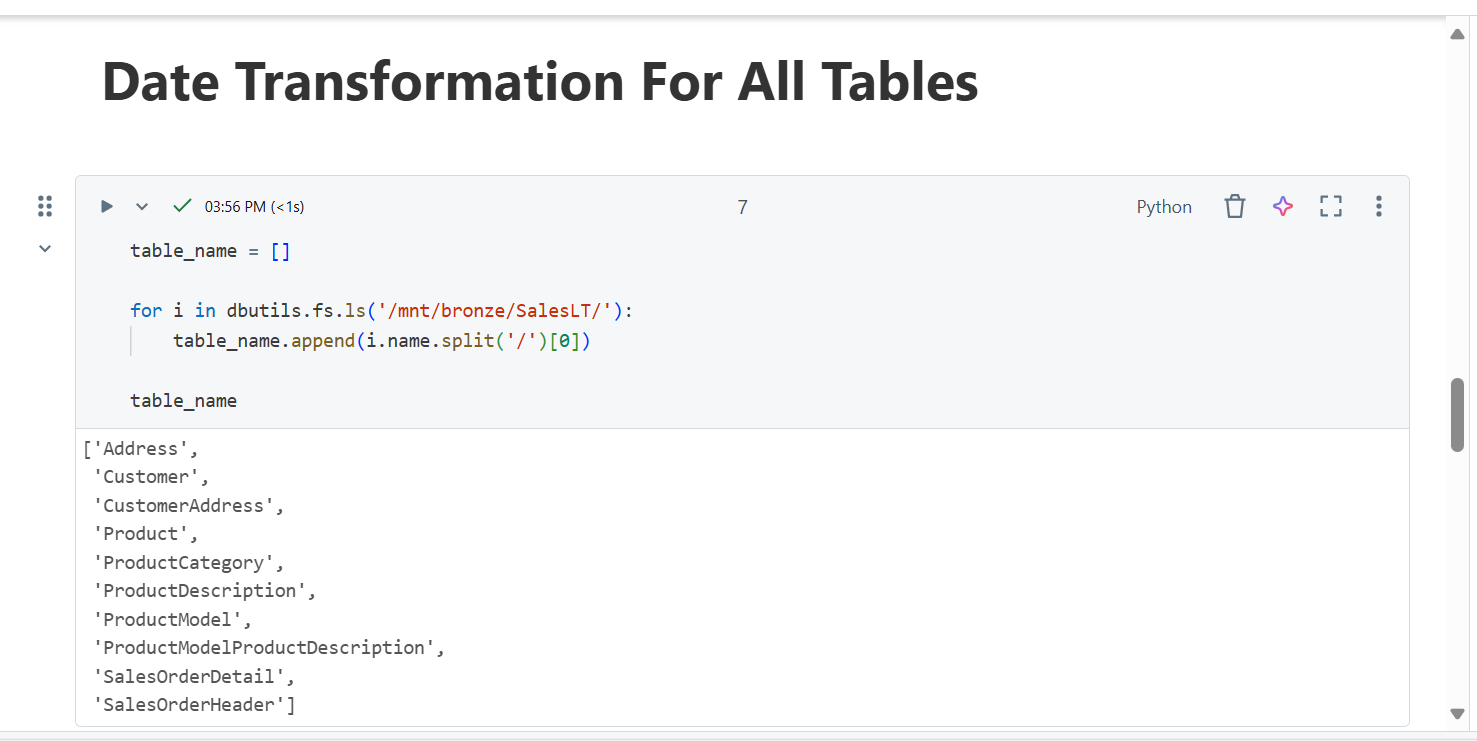 Date Transformation For All Tables
03:56 PM (<1s)
7
Python
table_name = []
for i in dbutils.fs.ls('/mnt/bronze/SalesLT/'):
    table_name.append(i.name.split('/')[0])
table_name
['Address',
 'Customer',
 'CustomerAddress',
 'Product',
 'ProductCategory',
 'ProductDescription',
 'ProductModel',
 'ProductModelProductDescription',
 'SalesOrderDetail',
 'SalesOrderHeader']